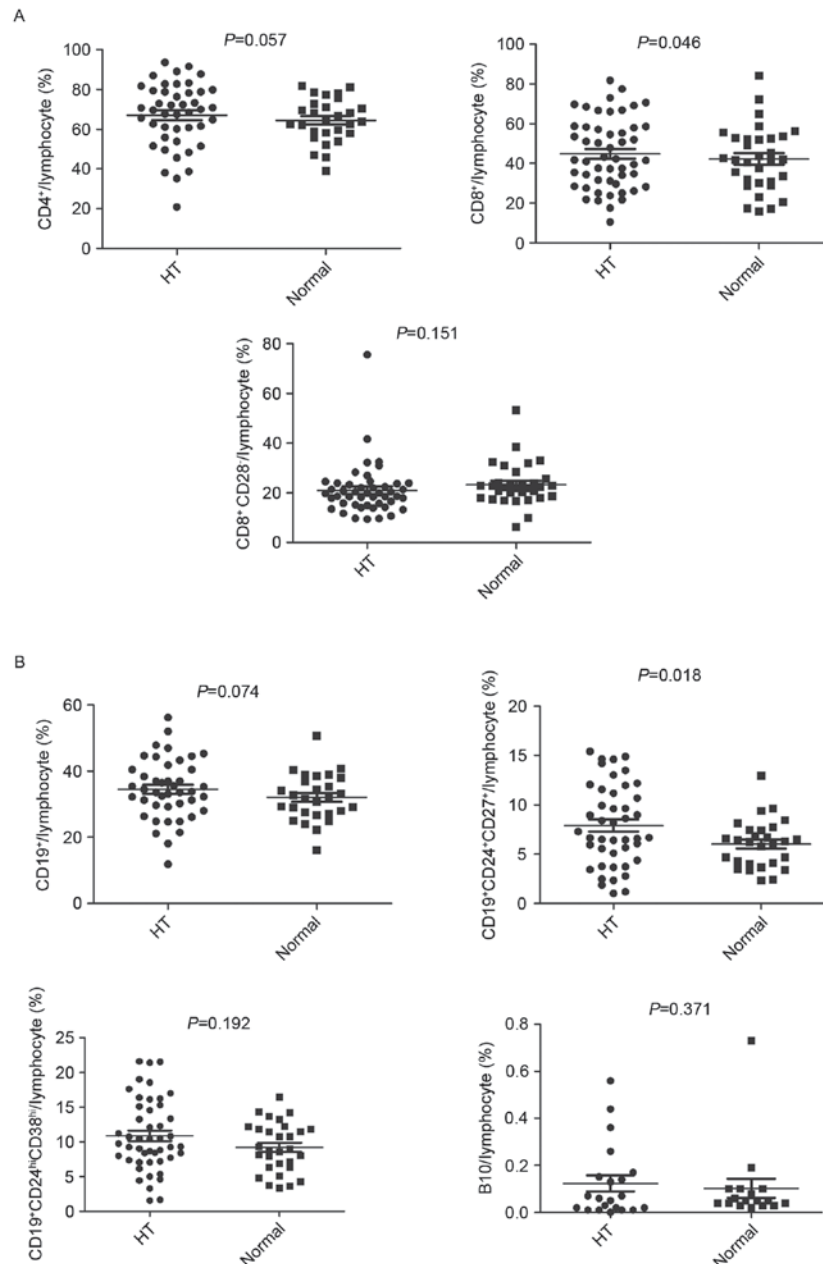 A
P=0.057
CD4⁺/lymphocyte (%)
100
80
60
40
20
0
HT
Normal
P=0.046
CD8⁺/lymphocyte (%)
100
80
60
40
20
0
HT
Normal
P=0.151
CD8⁺ CD28⁻/lymphocyte (%)
80
60
40
20
0
HT
Normal
B
P=0.074
CD19⁺/lymphocyte (%)
60
40
20
0
HT
Normal
P=0.018
CD19⁺CD24⁺CD27⁺/lymphocyte (%)
20
15
10
5
0
HT
Normal
P=0.192
CD19⁺CD24ʰⁱCD38ʰⁱ/lymphocyte (%)
25
20
15
10
5
0
HT
Normal
P=0.371
B10/lymphocyte (%)
0.8
0.6
0.4
0.2
0.0
HT
Normal